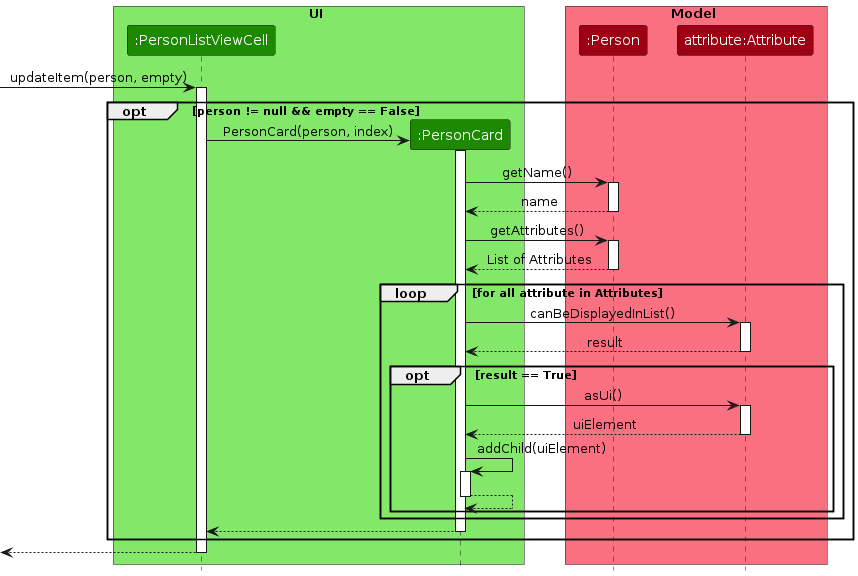 UI
Model
:PersonListViewCell
:Person
attribute:Attribute
updateItem(person, empty)
opt
[person != null && empty == False]
PersonCard(person, index)
:PersonCard
getName()
name
getAttributes()
List of Attributes
loop
[for all attribute in Attributes]
canBeDisplayedInList()
result
opt
[result == True]
asUi()
uiElement
addChild(uiElement)